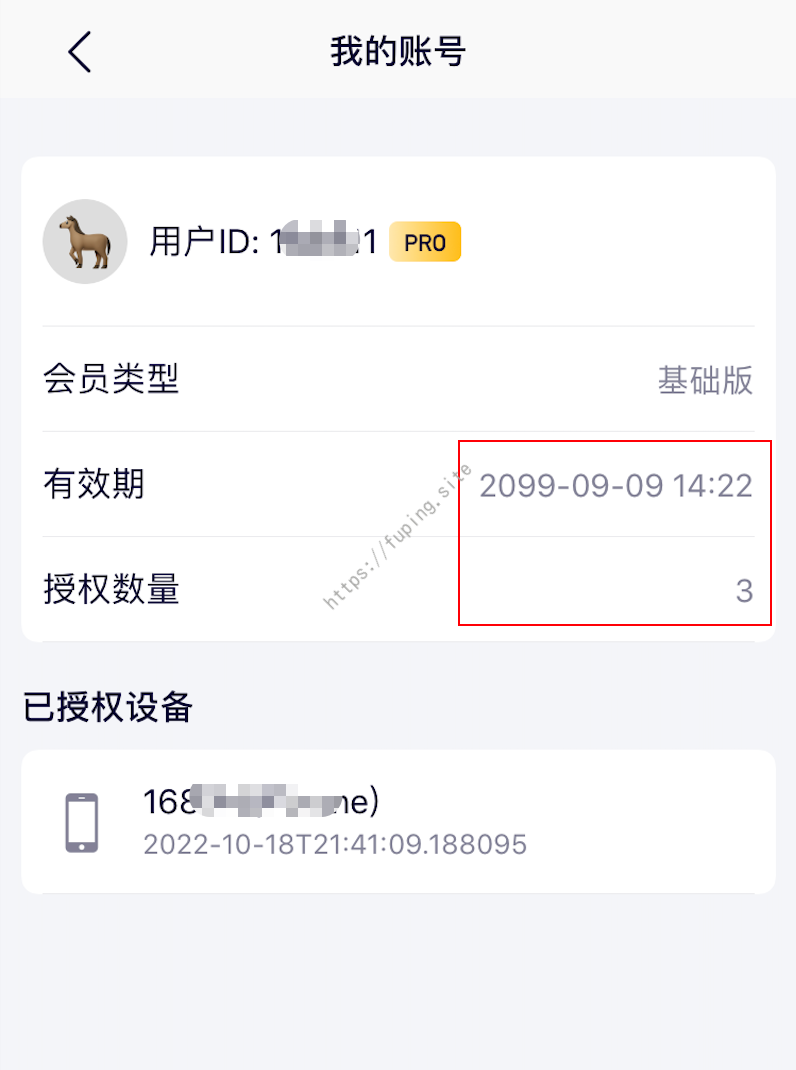 我的账号
用户ID: 1 1 PRO
会员类型 基础版
有效期 2099-09-09 14:22
https://fuping.site
授权数量 3
已授权设备
168 ne)
2022-10-18T21:41:09.188095